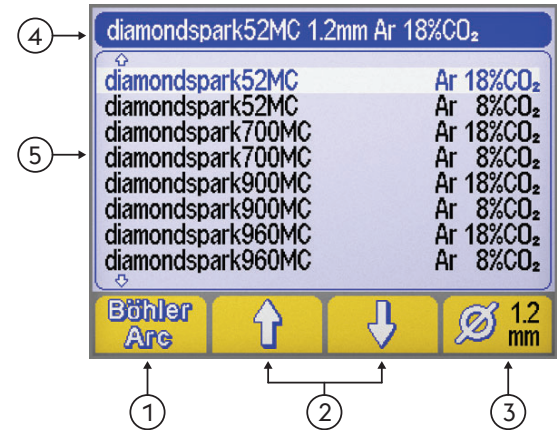 diamondspark52MC 1.2mm Ar 18%CO₂
diamondspark52MC Ar 18%CO₂
diamondspark52MC Ar 8%CO₂
diamondspark700MC Ar 18%CO₂
diamondspark700MC Ar 8%CO₂
diamondspark900MC Ar 18%CO₂
diamondspark900MC Ar 8%CO₂
diamondspark960MC Ar 18%CO₂
diamondspark960MC Ar 8%CO₂
Böhler
Arc
1.2
mm
4
5
1
2
3